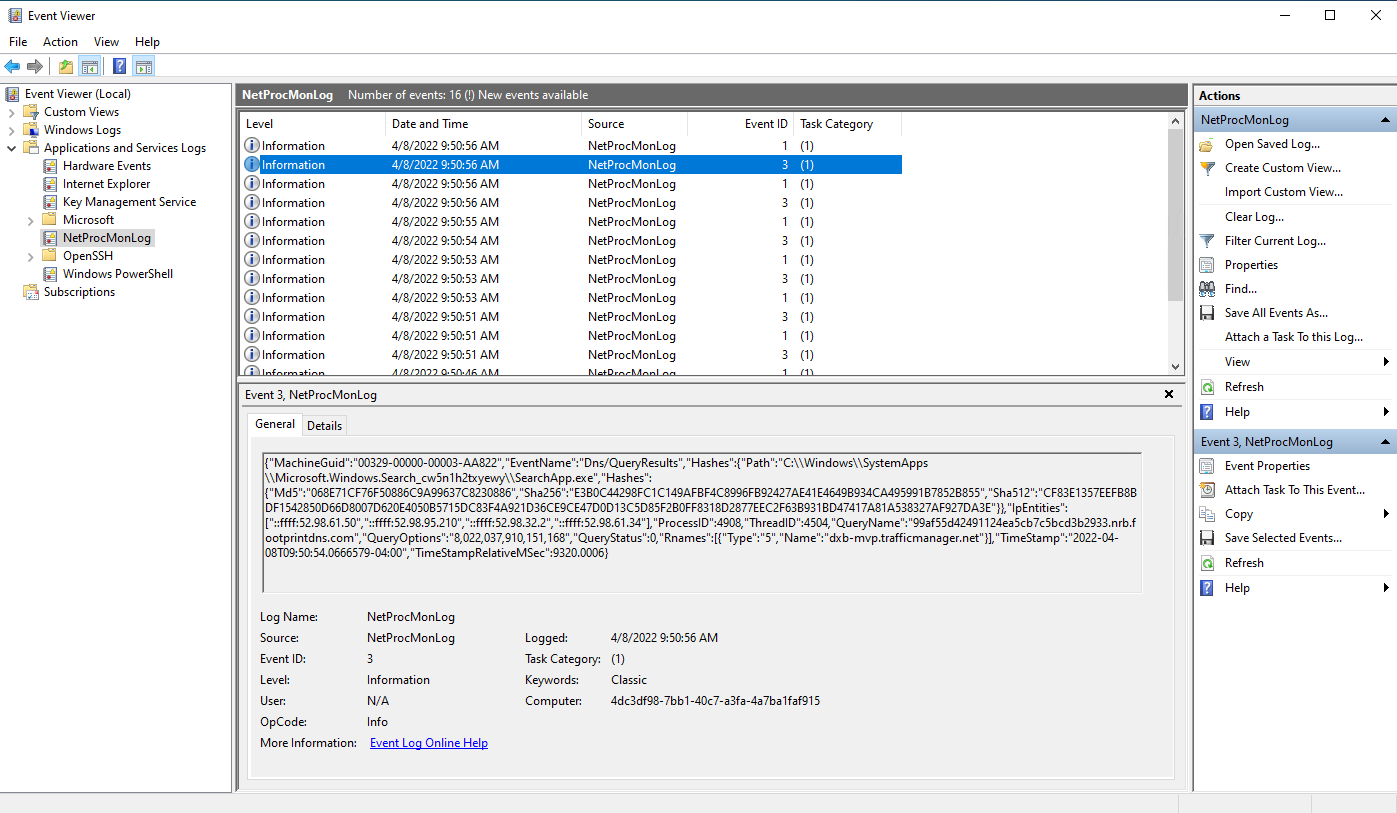 Event Viewer
File Action View Help
Event Viewer (Local)
Custom Views
Windows Logs
Applications and Services Logs
Hardware Events
Internet Explorer
Key Management Service
Microsoft
NetProcMonLog
OpenSSH
Windows PowerShell
Subscriptions
NetProcMonLog Number of events: 16 (!) New events available
Level Date and Time Source Event ID Task Category
Information 4/8/2022 9:50:56 AM NetProcMonLog 1 (1)
Information 4/8/2022 9:50:56 AM NetProcMonLog 3 (1)
Information 4/8/2022 9:50:56 AM NetProcMonLog 1 (1)
Information 4/8/2022 9:50:56 AM NetProcMonLog 3 (1)
Information 4/8/2022 9:50:55 AM NetProcMonLog 1 (1)
Information 4/8/2022 9:50:54 AM NetProcMonLog 3 (1)
Information 4/8/2022 9:50:53 AM NetProcMonLog 1 (1)
Information 4/8/2022 9:50:53 AM NetProcMonLog 3 (1)
Information 4/8/2022 9:50:53 AM NetProcMonLog 1 (1)
Information 4/8/2022 9:50:51 AM NetProcMonLog 3 (1)
Information 4/8/2022 9:50:51 AM NetProcMonLog 1 (1)
Information 4/8/2022 9:50:51 AM NetProcMonLog 3 (1)
Information 4/8/2022 9:50:46 AM NetProcMonLog 1 (1)
Event 3, NetProcMonLog
General Details
{"MachineGuid":"00329-00000-00003-AA822","EventName":"Dns/QueryResults","Hashes":{"Path":"C:\\Windows\\SystemApps
\\Microsoft.Windows.Search_cw5n1h2txyewy\\SearchApp.exe","Hashes":
{"Md5":"068E71CF76F50886C9A99637C8230886","Sha256":"E3B0C44298FC1C149AFBF4C8996FB92427AE41E4649B934CA495991B7852B855","Sha512":"CF83E1357EEFB8B
DF1542850D66D8007D620E4050B5715DC83F4A921D36CE9CE47D0D13C5D85F2B0FF8318D2877EEC2F63B931BD47417A81A538327AF927DA3E"}},"IpEntities":
["::ffff:52.98.61.50","::ffff:52.98.95.210","::ffff:52.98.32.2","::ffff:52.98.61.34"],"ProcessID":4908,"ThreadID":4504,"QueryName":"99af55d42491124ea5cb7c5bcd3b2933.nrb.f
ootprintdns.com","QueryOptions":"8,022,037,910,151,168","QueryStatus":0,"Rnames":[{"Type":"5","Name":"dxb-mvp.trafficmanager.net"}],"TimeStamp":"2022-04-
08T09:50:54.0666579-04:00","TimeStampRelativeMSec":9320.0006}
Log Name: NetProcMonLog
Source: NetProcMonLog Logged: 4/8/2022 9:50:56 AM
Event ID: 3 Task Category: (1)
Level: Information Keywords: Classic
User: N/A Computer: 4dc3df98-7bb1-40c7-a3fa-4a7ba1faf915
OpCode: Info
More Information: Event Log Online Help
Actions
NetProcMonLog
Open Saved Log...
Create Custom View...
Import Custom View...
Clear Log...
Filter Current Log...
Properties
Find...
Save All Events As...
Attach a Task To this Log...
View
Refresh
Help
Event 3, NetProcMonLog
Event Properties
Attach Task To This Event...
Copy
Save Selected Events...
Refresh
Help